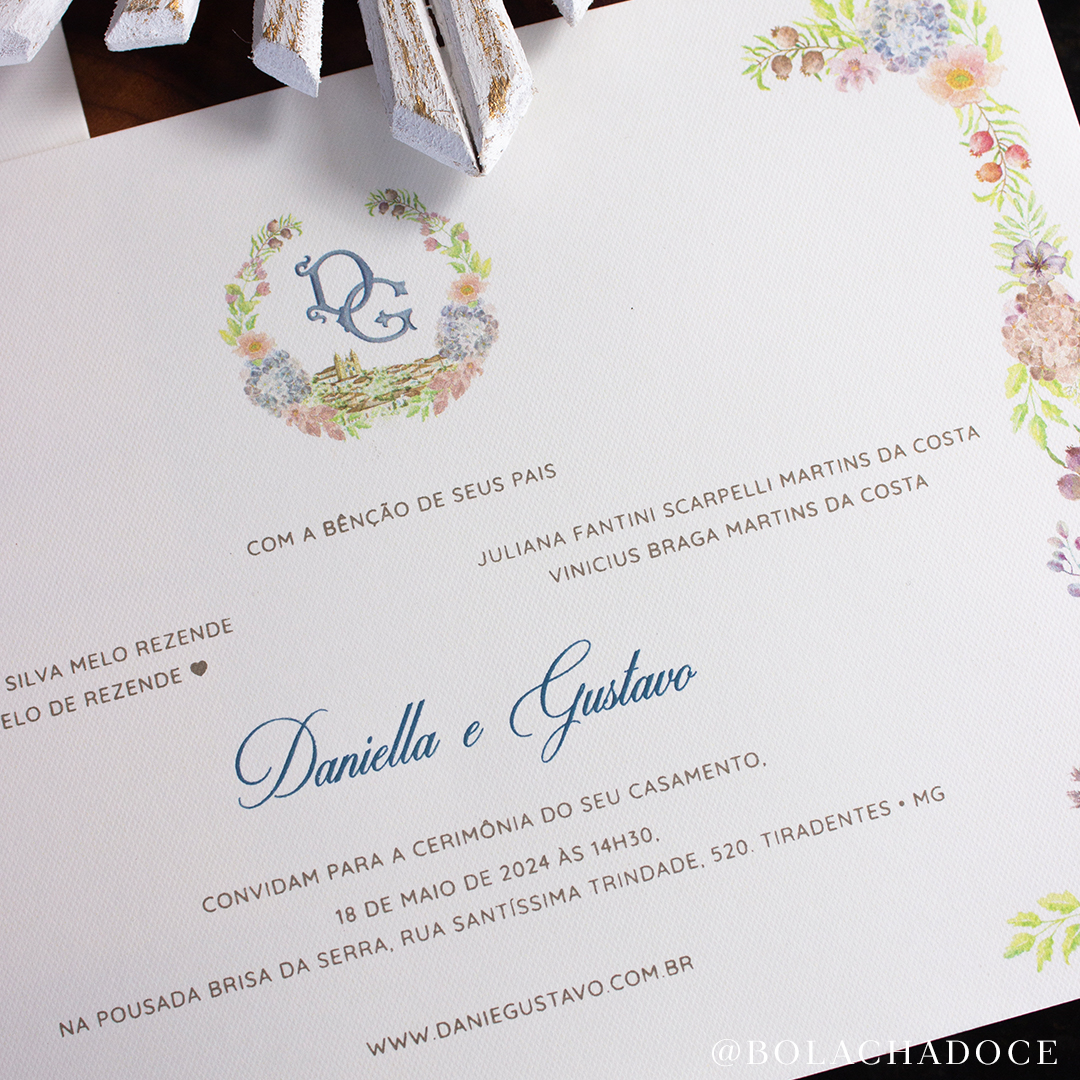 DG
COM A BÊNÇÃO DE SEUS PAIS
JULIANA FANTINI SCARPELLI MARTINS DA COSTA
VINICIUS BRAGA MARTINS DA COSTA
SILVA MELO REZENDE
ELO DE REZENDE
Daniella e Gustavo
CONVIDAM PARA A CERIMÔNIA DO SEU CASAMENTO,
18 DE MAIO DE 2024 ÀS 14H30,
NA POUSADA BRISA DA SERRA, RUA SANTÍSSIMA TRINDADE, 520. TIRADENTES • MG
WWW.DANIEGUSTAVO.COM.BR
@BOLACHADOCE